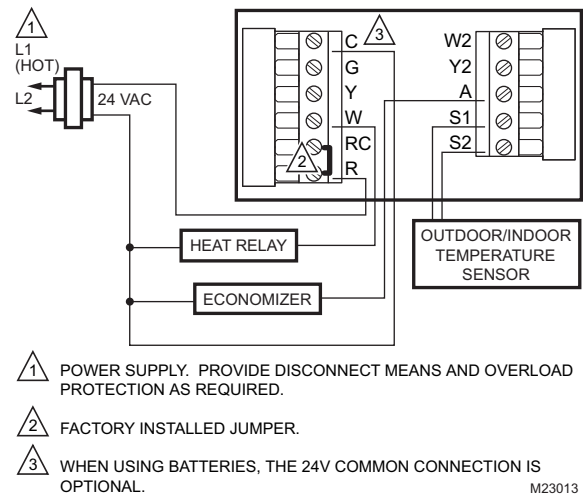 1
L1
(HOT)
L2
24 VAC
C
3
G
Y
W
RC
2
R
W2
Y2
A
S1
S2
HEAT RELAY
ECONOMIZER
OUTDOOR/INDOOR
TEMPERATURE
SENSOR
1 POWER SUPPLY. PROVIDE DISCONNECT MEANS AND OVERLOAD
PROTECTION AS REQUIRED.
2 FACTORY INSTALLED JUMPER.
3 WHEN USING BATTERIES, THE 24V COMMON CONNECTION IS
OPTIONAL.
M23013